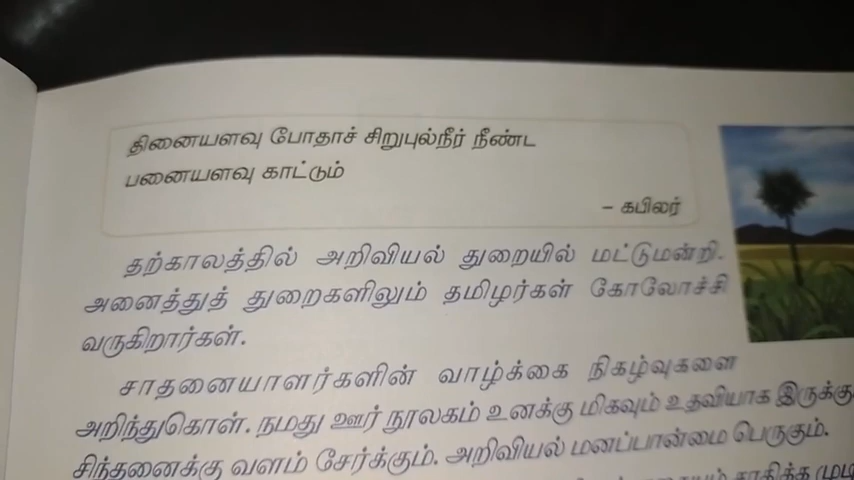 தினையளவு போதாச் சிறுபுல்நீர் நீண்ட
பனையளவு காட்டும்
– கபிலர்
தற்காலத்தில் அறிவியல் துறையில் மட்டுமன்றி.
அனைத்துத் துறைகளிலும் தமிழர்கள் கோலோச்சி
வருகிறார்கள்.
சாதனையாளர்களின் வாழ்க்கை நிகழ்வுகளை
அறிந்துகொள். நமது ஊர் நூலகம் உனக்கு மிகவும் உதவியாக இருக்கு
சிந்தனைக்கு வளம் சேர்க்கும். அறிவியல் மனப்பான்மை பெருகும்.